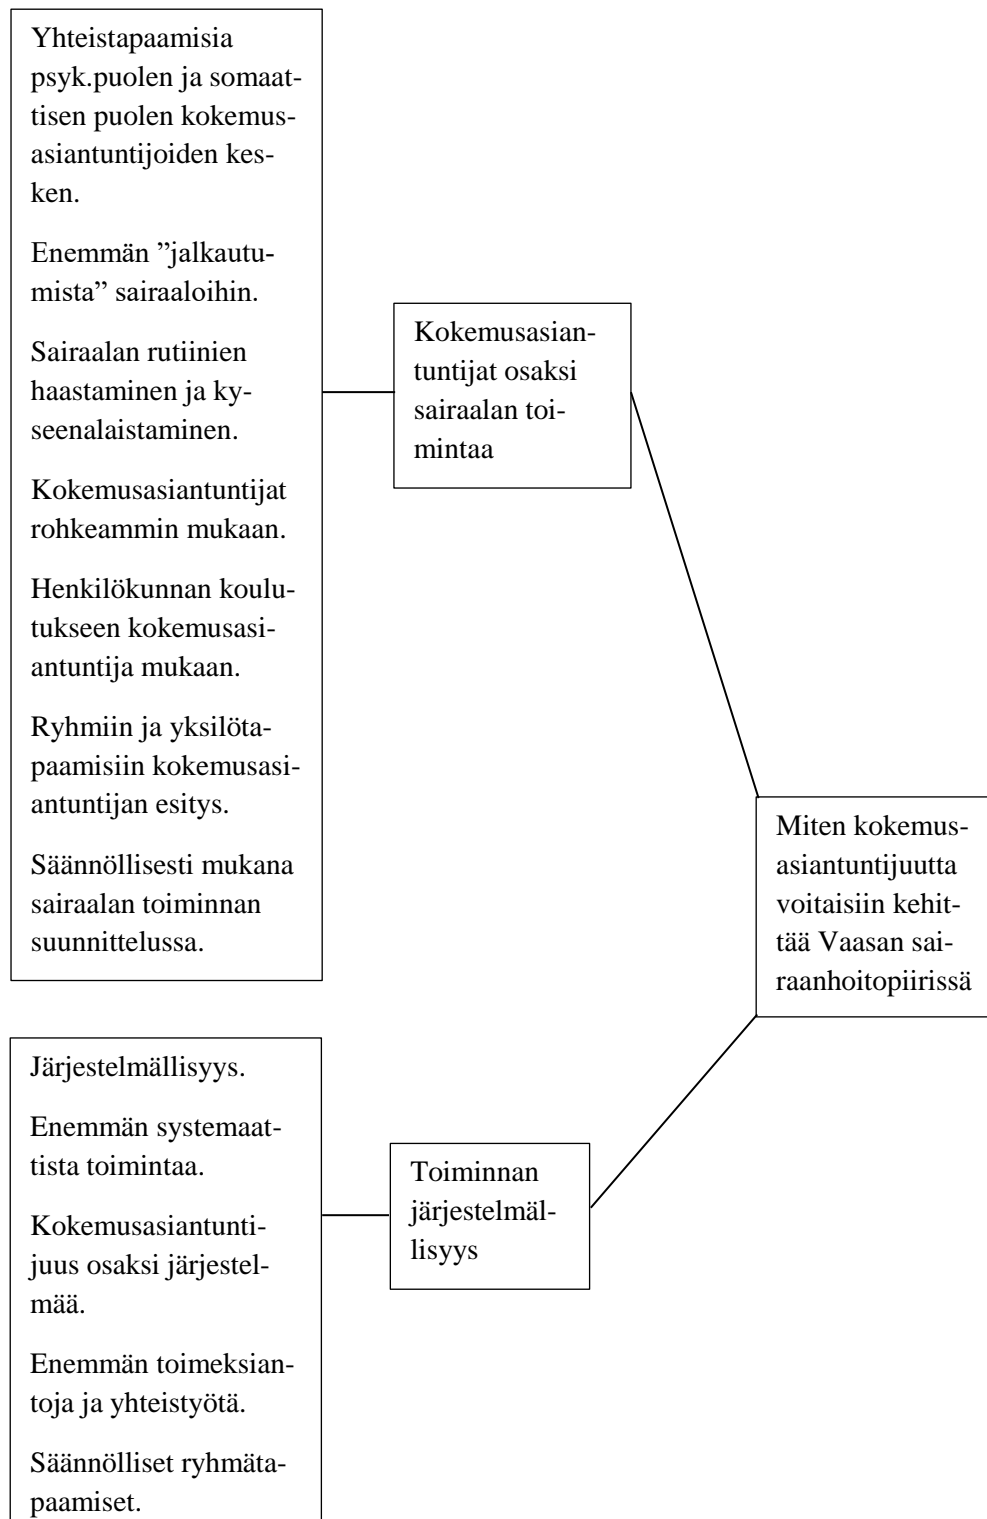 Yhteistapaamisia
psyk.puolen ja somaat-
tisen puolen kokemus-
asiantuntijoiden kes-
ken.
Enemmän ”jalkautu-
mista” sairaaloihin.
Sairaalan rutiinien
haastaminen ja ky-
seenalaistaminen.
Kokemusasiantuntijat
rohkeammin mukaan.
Henkilökunnan koulu-
tukseen kokemusasi-
antuntija mukaan.
Ryhmiin ja yksilöta-
paamisiin kokemusasi-
antuntijan esitys.
Säännöllisesti mukana
sairaalan toiminnan
suunnittelussa.
Kokemusasian-
tuntijat osaksi
sairaalan toi-
mintaa
Järjestelmällisyys.
Enemmän systemaat-
tista toimintaa.
Kokemusasiantunti-
juus osaksi järjestel-
mää.
Enemmän toimeksian-
toja ja yhteistyötä.
Säännölliset ryhmäta-
paamiset.
Toiminnan
järjestelmäl-
lisyys
Miten kokemus-
asiantuntijuutta
voitaisiin kehit-
tää Vaasan sai-
raanhoitopiirissä